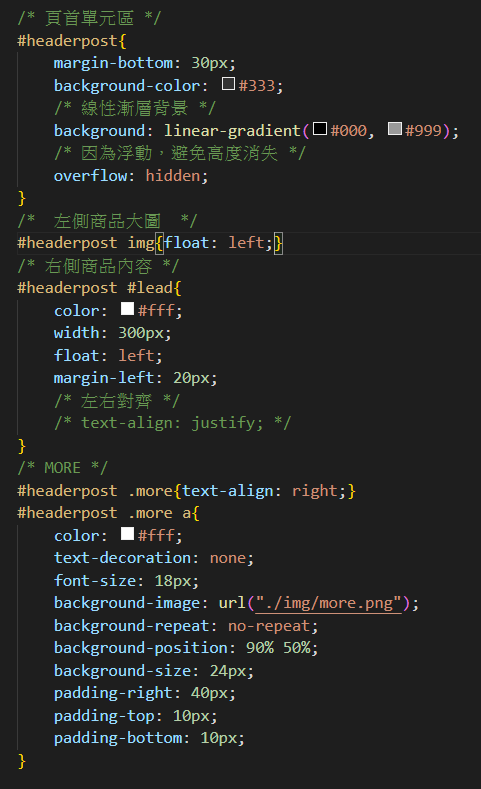 /* 頁首單元區 */
#headerpost{
margin-bottom: 30px;
background-color: #333;
/* 線性漸層背景 */
background: linear-gradient(#000, #999);
/* 因為浮動，避免高度消失 */
overflow: hidden;
}
/*  左側商品大圖  */
#headerpost img{float: left;}
/* 右側商品內容 */
#headerpost #lead{
color: #fff;
width: 300px;
float: left;
margin-left: 20px;
/* 左右對齊 */
/* text-align: justify; */
}
/* MORE */
#headerpost .more{text-align: right;}
#headerpost .more a{
color: #fff;
text-decoration: none;
font-size: 18px;
background-image: url("./img/more.png");
background-repeat: no-repeat;
background-position: 90% 50%;
background-size: 24px;
padding-right: 40px;
padding-top: 10px;
padding-bottom: 10px;
}